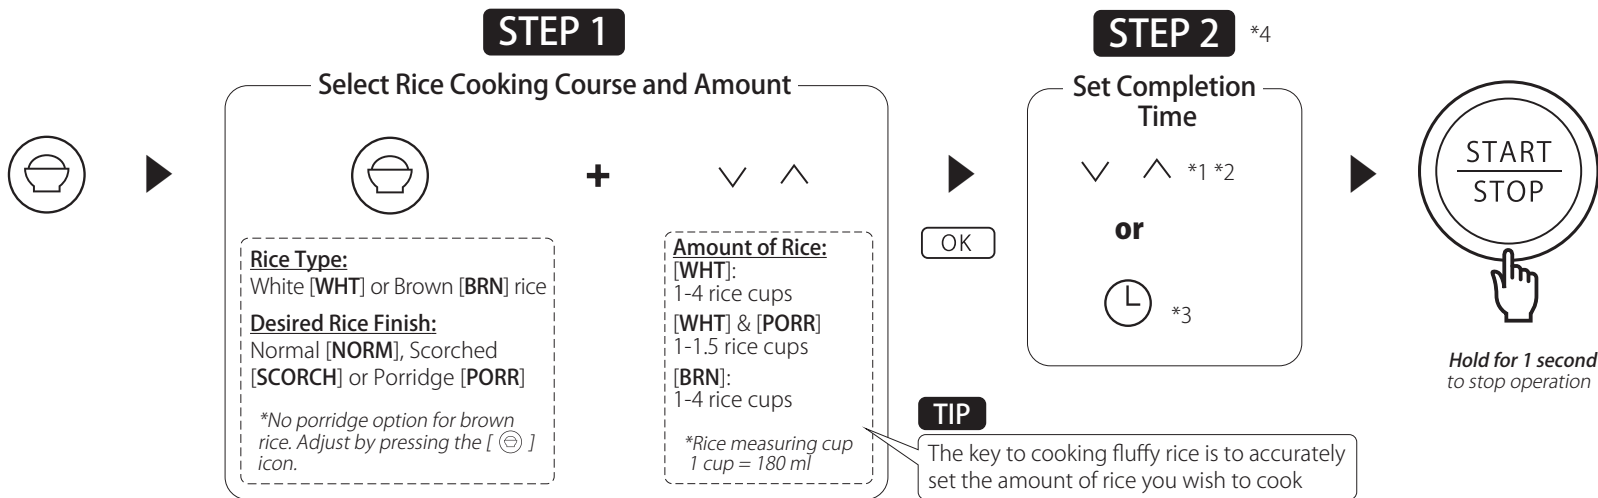 STEP 1
Select Rice Cooking Course and Amount
Rice Type:
White [WHT] or Brown [BRN] rice
Desired Rice Finish:
Normal [NORM], Scorched
[SCORCH] or Porridge [PORR]
*No porridge option for brown
rice. Adjust by pressing the [ ]
icon.
+
Amount of Rice:
[WHT]:
1-4 rice cups
[WHT] & [PORR]
1-1.5 rice cups
[BRN]:
1-4 rice cups
*Rice measuring cup
1 cup = 180 ml
OK
TIP
The key to cooking fluffy rice is to accurately
set the amount of rice you wish to cook
STEP 2 *4
Set Completion
Time
*1 *2
or
*3
START
STOP
Hold for 1 second
to stop operation